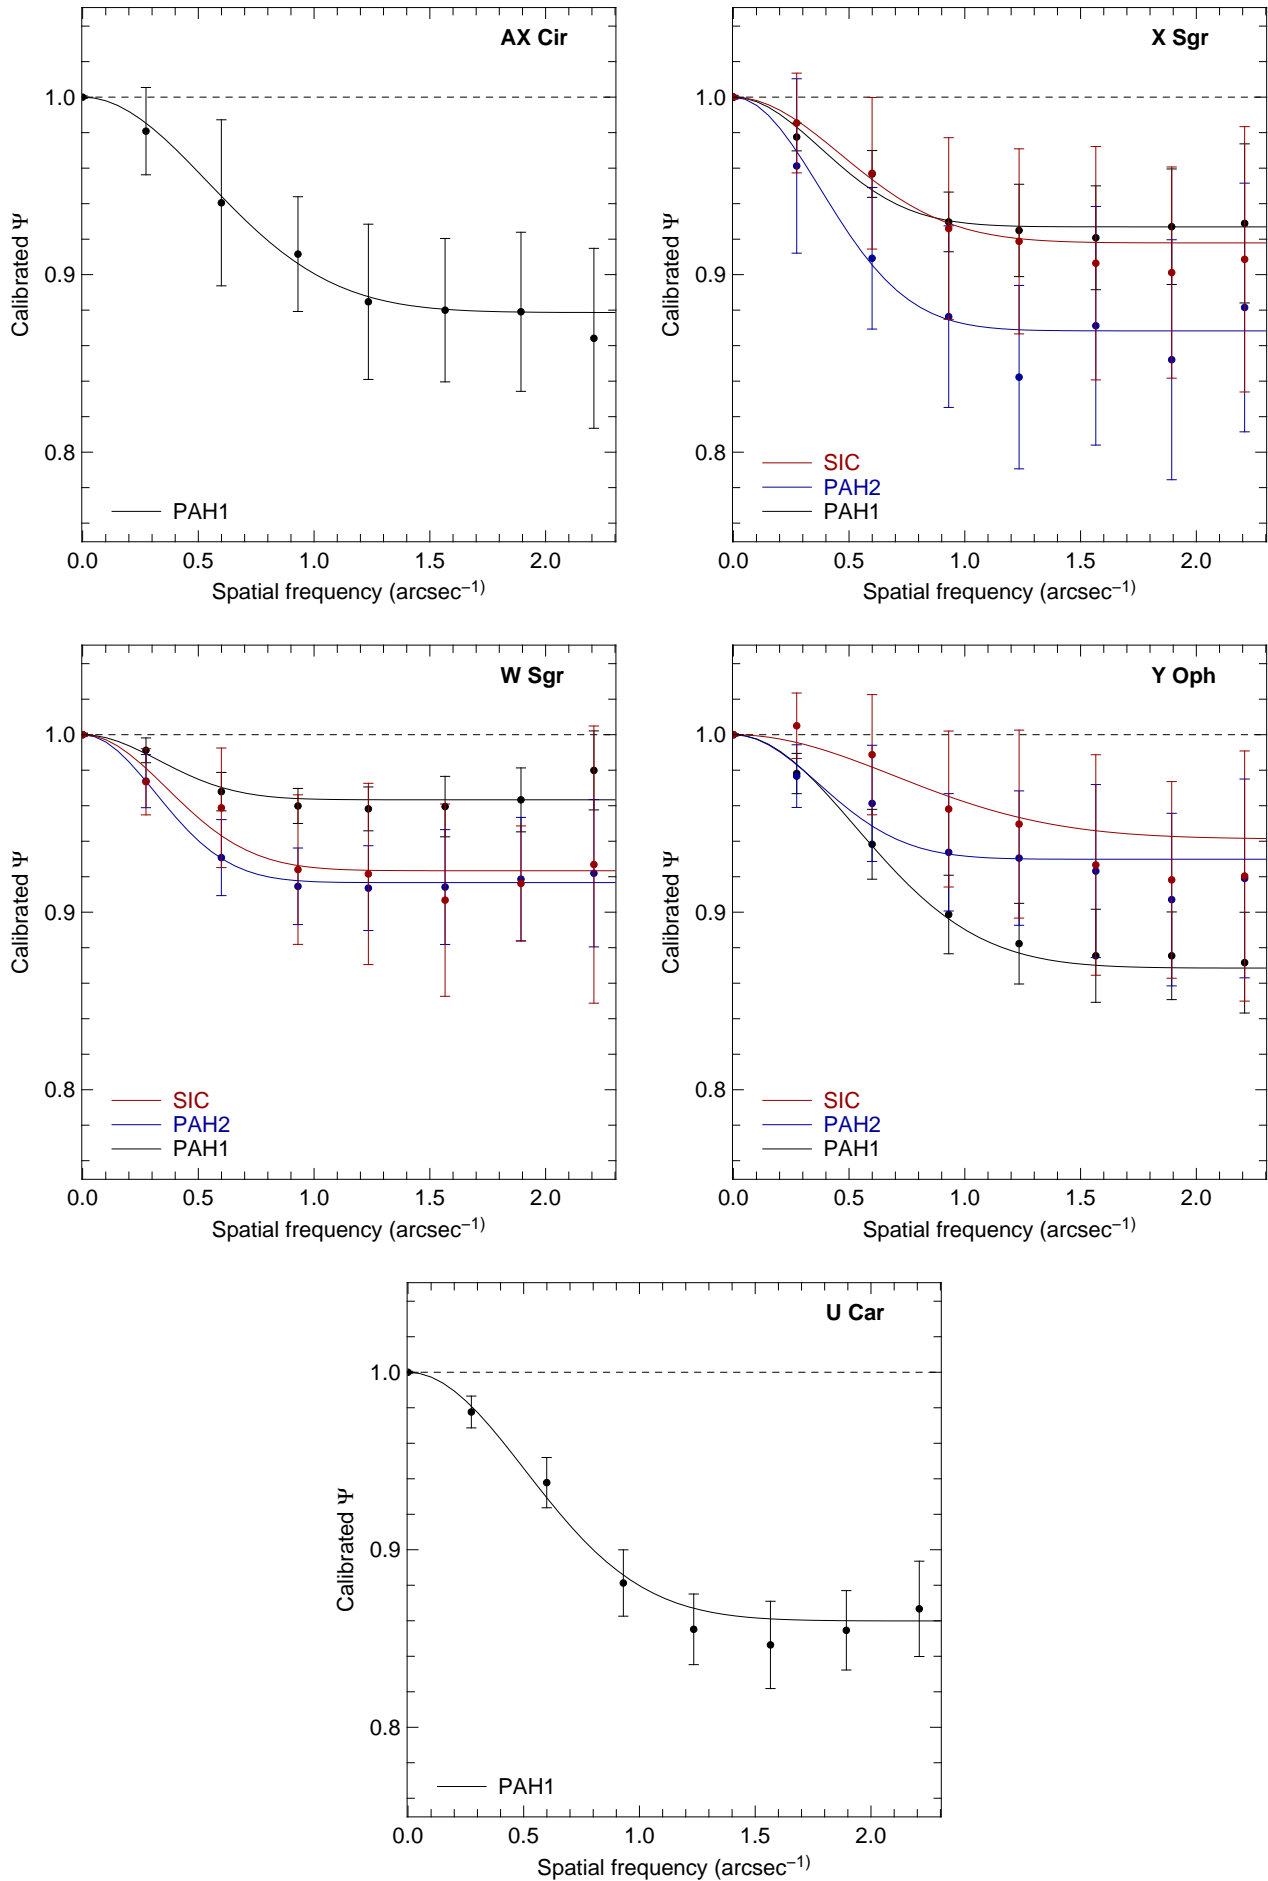 AX Cir
1.0
0.9
0.8
Calibrated Ψ
PAH1
0.0 0.5 1.0 1.5 2.0
Spatial frequency (arcsec−1)
X Sgr
1.0
0.9
0.8
Calibrated Ψ
SIC
PAH2
PAH1
0.0 0.5 1.0 1.5 2.0
Spatial frequency (arcsec−1)
W Sgr
1.0
0.9
0.8
Calibrated Ψ
SIC
PAH2
PAH1
0.0 0.5 1.0 1.5 2.0
Spatial frequency (arcsec−1)
Y Oph
1.0
0.9
0.8
Calibrated Ψ
SIC
PAH2
PAH1
0.0 0.5 1.0 1.5 2.0
Spatial frequency (arcsec−1)
U Car
1.0
0.9
0.8
Calibrated Ψ
PAH1
0.0 0.5 1.0 1.5 2.0
Spatial frequency (arcsec−1)